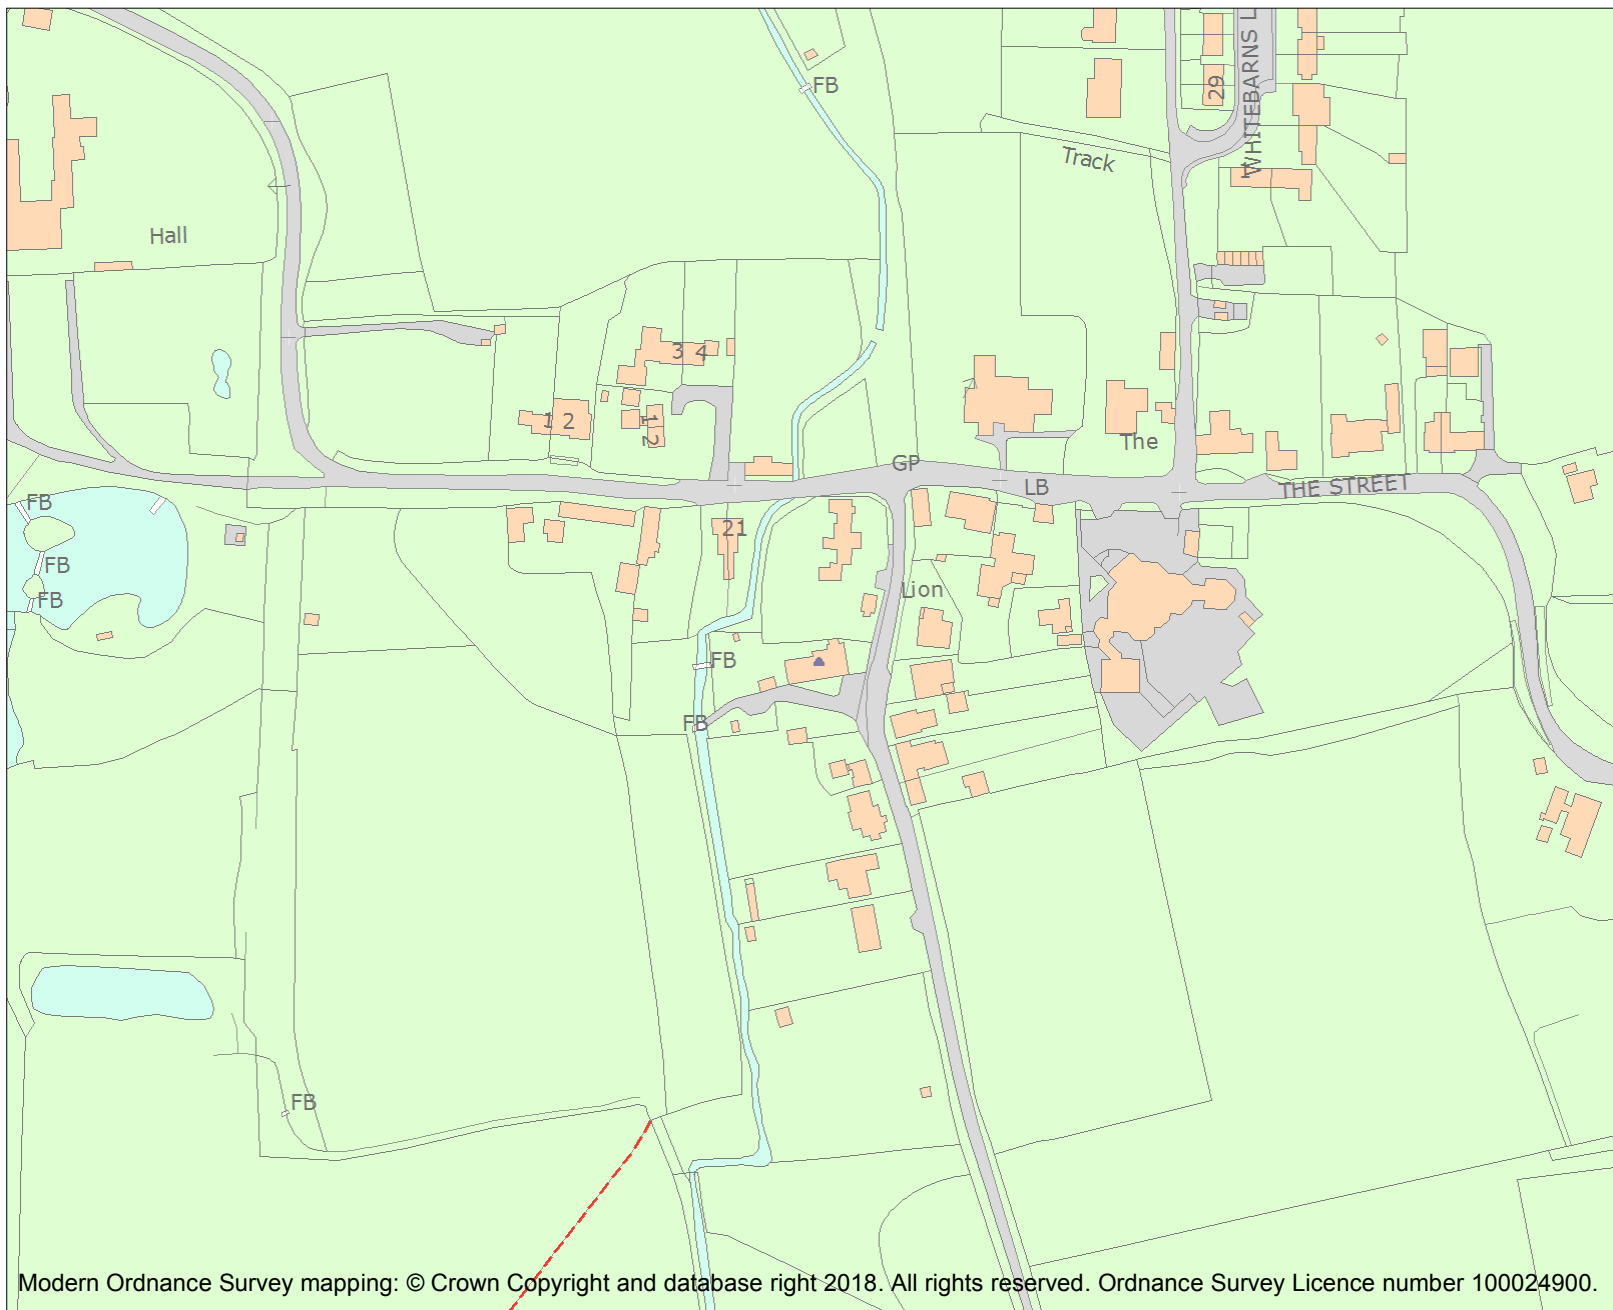 WHITEBARNS L
29
1
FB
Track
Hall
3 4
1 2
1 2
The
GP
LB
THE STREET
FB
21
FB
Lion
FB
FB
FB
FB
Modern Ordnance Survey mapping: © Crown Copyright and database right 2018. All rights reserved. Ordnance Survey Licence number 100024900.